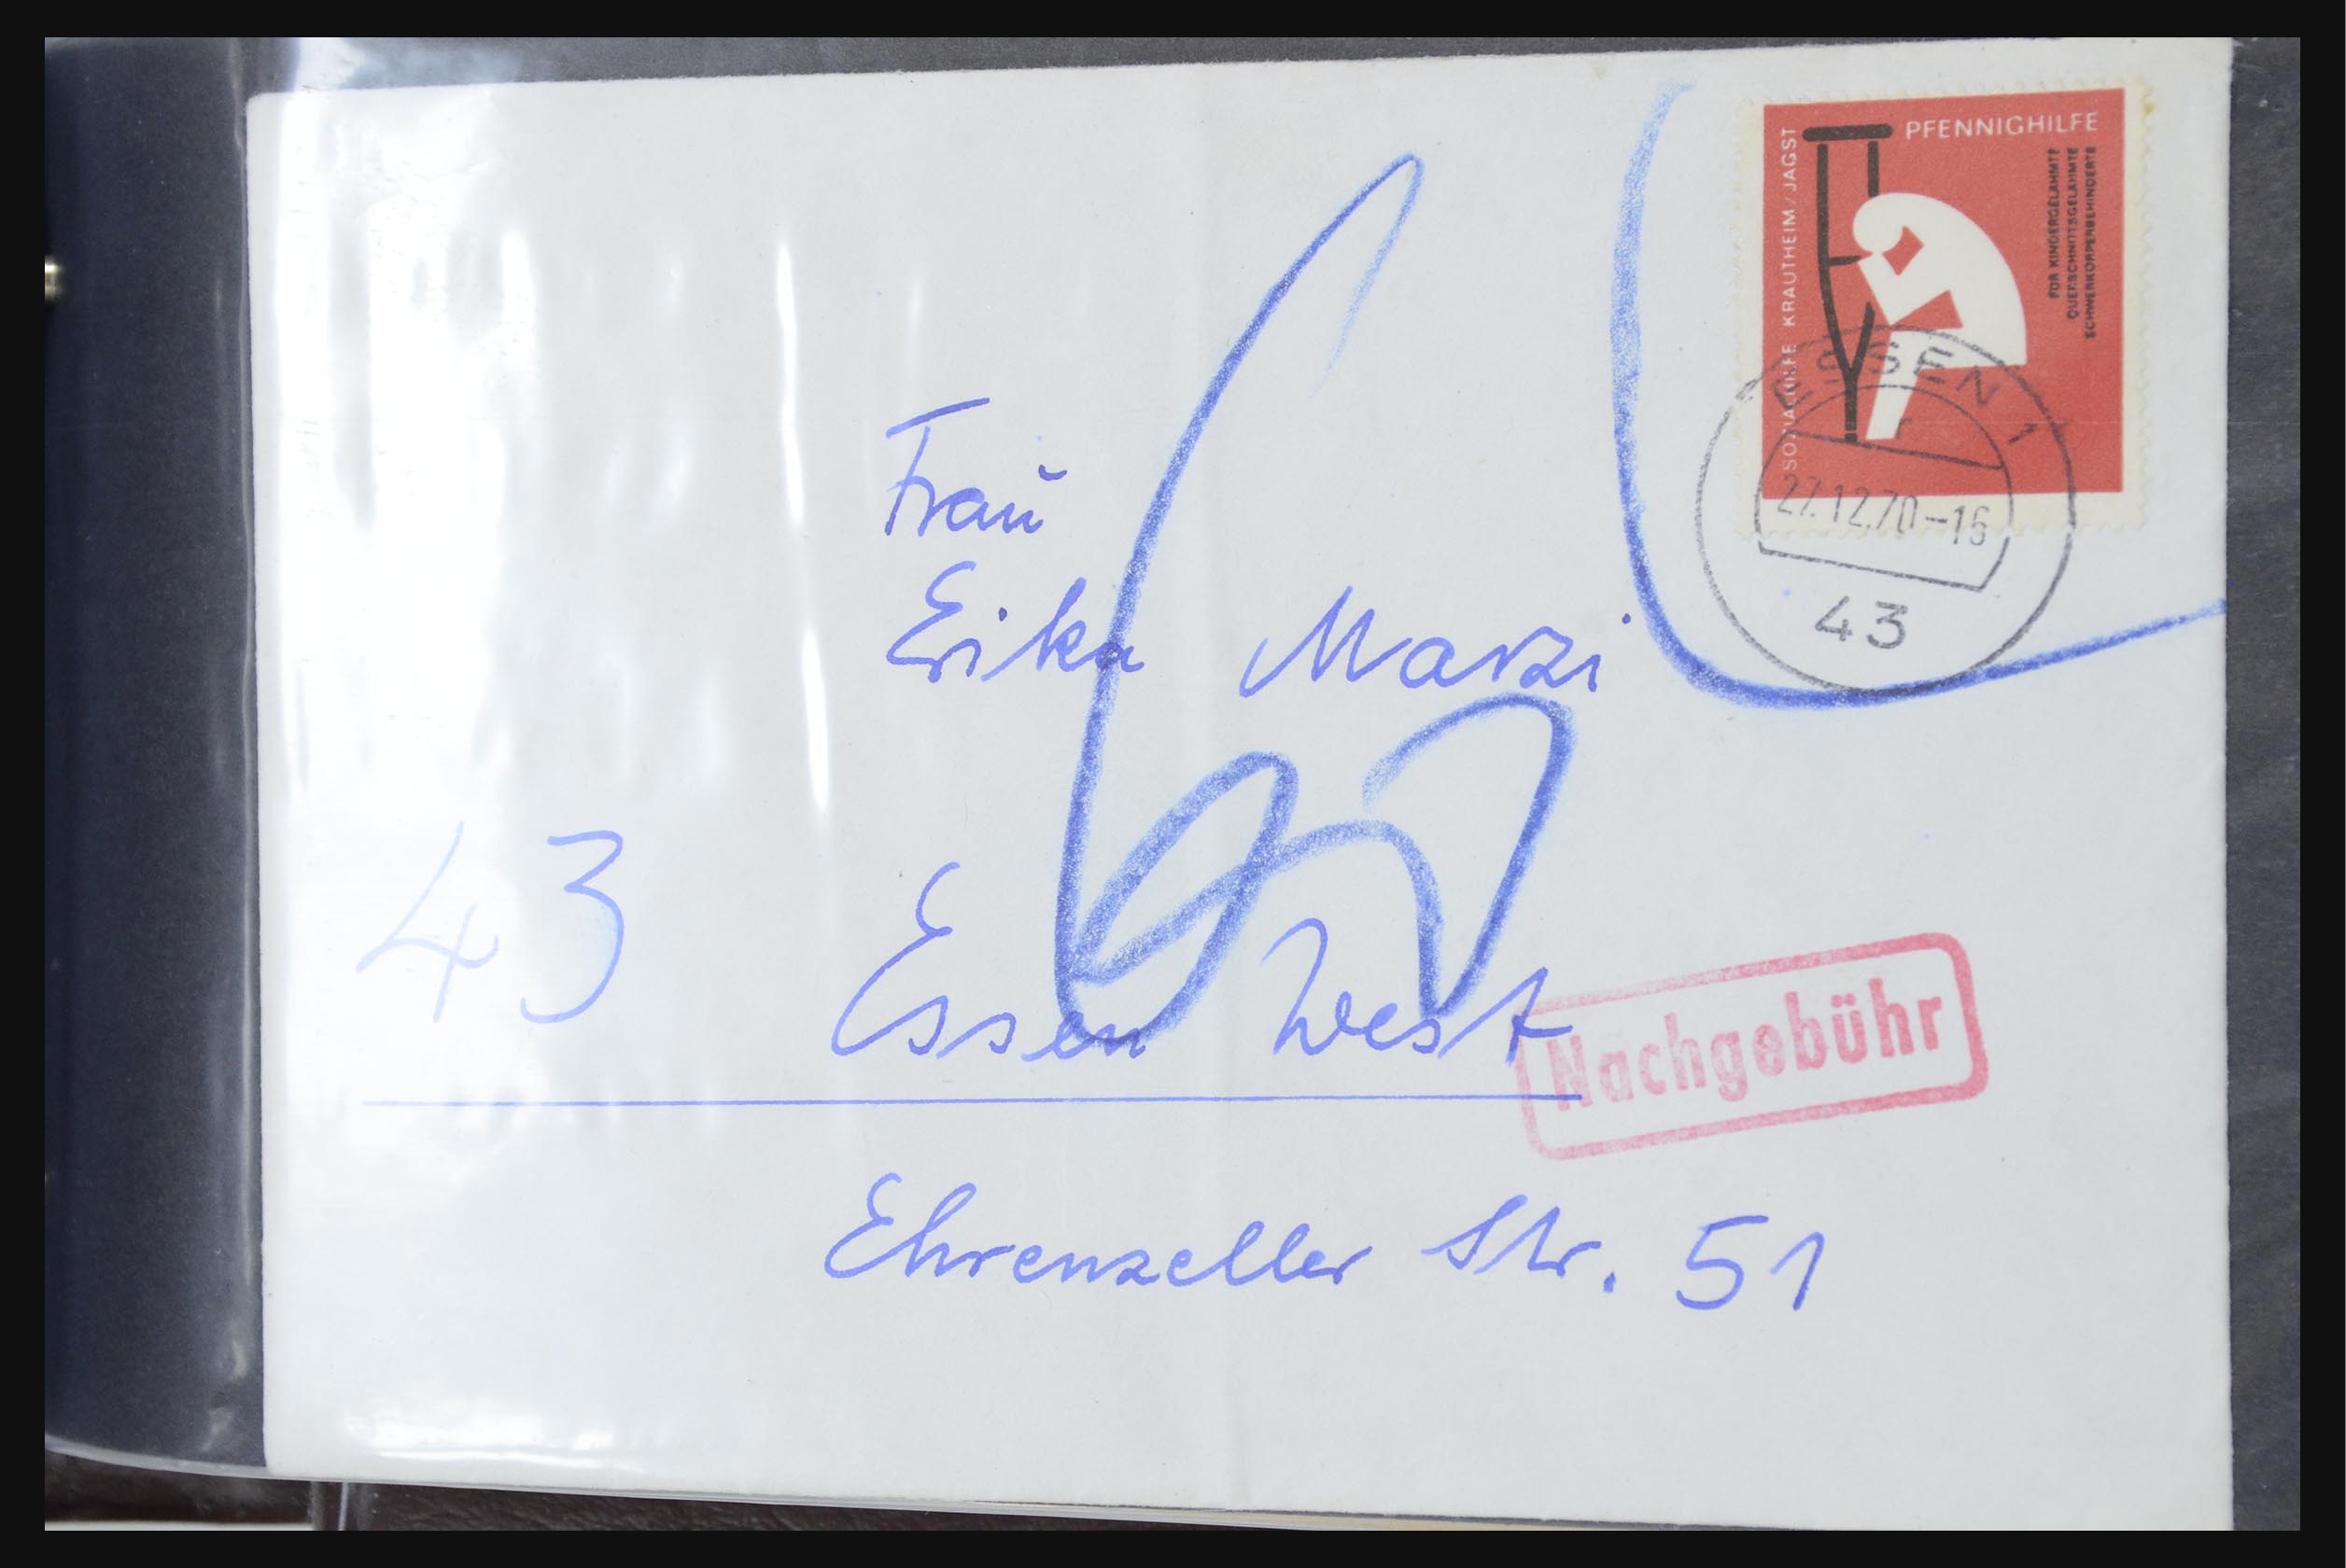 PFENNIGHILFE
SOZIALHILFE KRAUTHEIM/JAGST
FÜR KINDERGELÄHMTE
QUERSCHNITTSGELÄHMTE
SCHWERKÖRPERBEHINDERTE
ESSEN 1
27.12.70-16
43
Frau
Erika Marzi
43 Essen West
Nachgebühr
Ehrenzeller Str. 51